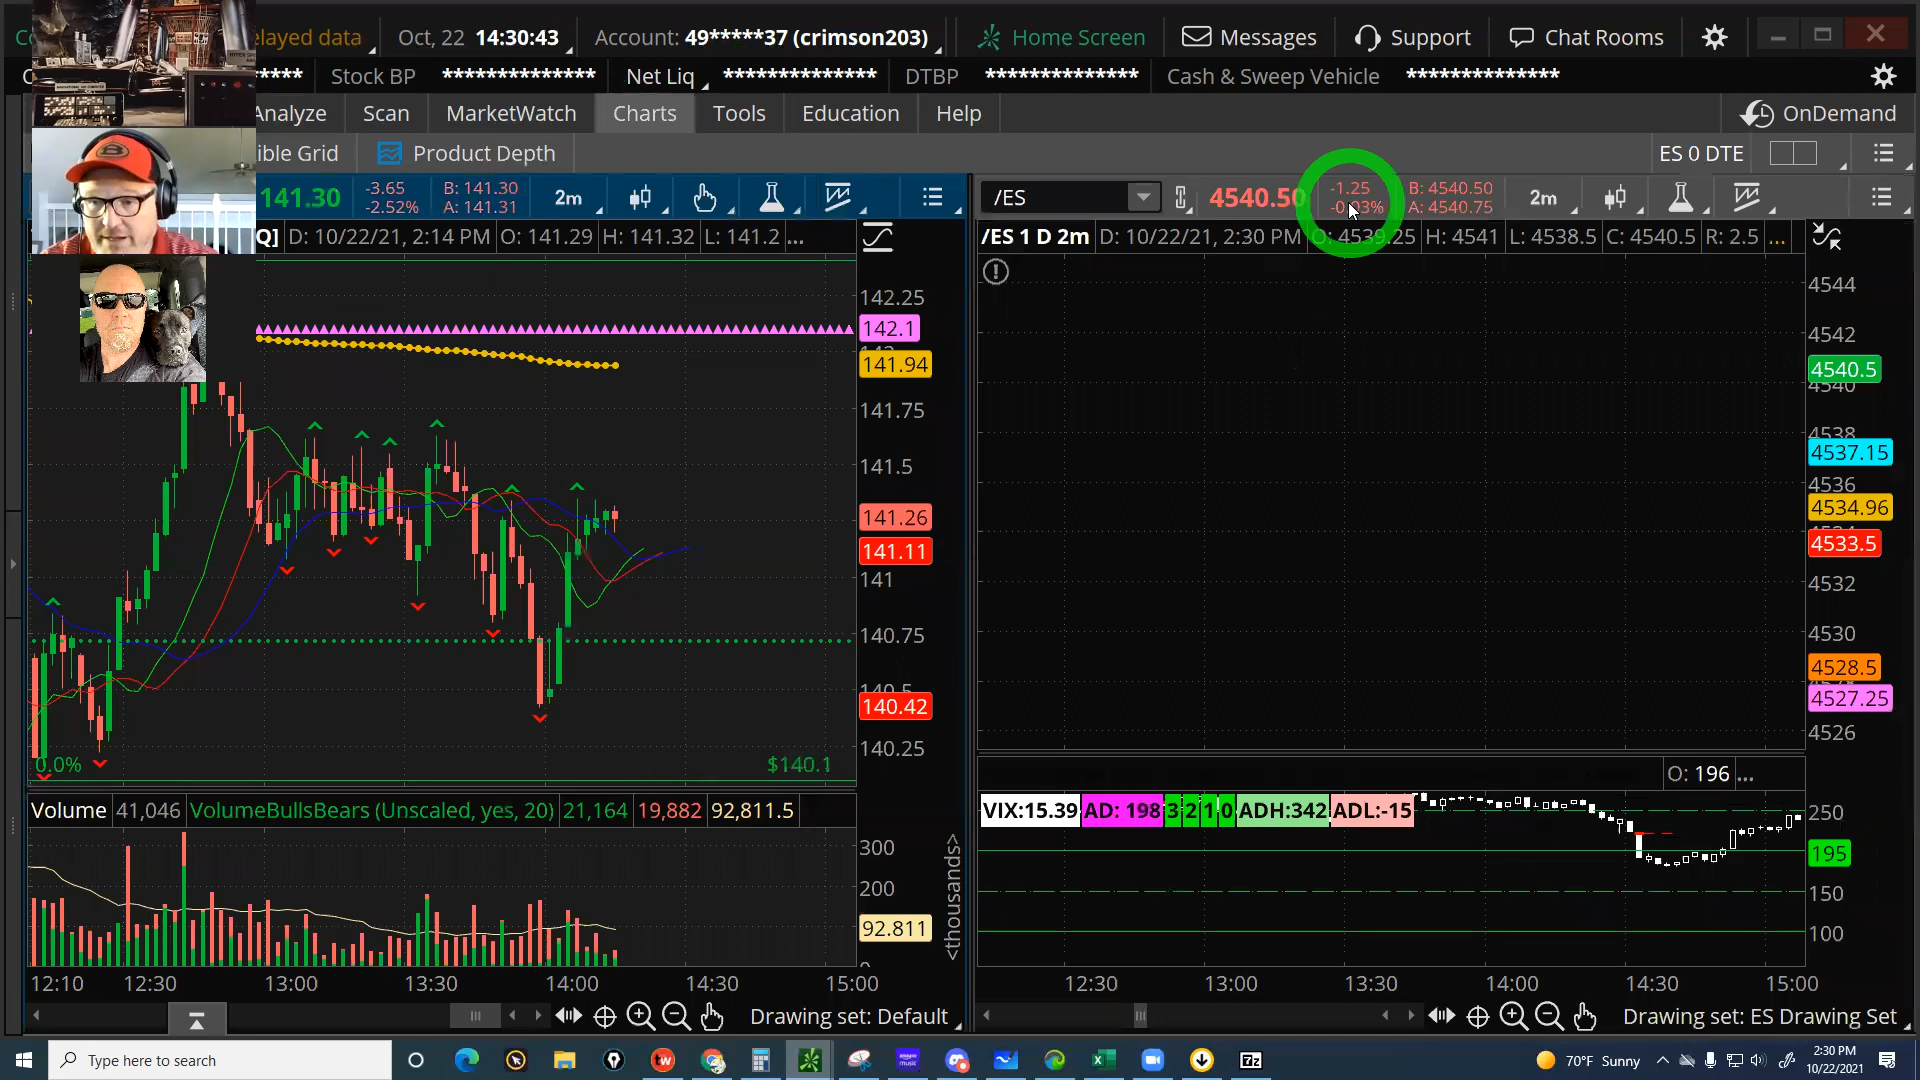 elayed data
Oct, 22 14:30:43
Account: 49*****37 (crimson203)
Home Screen
Messages
Support
Chat Rooms
*****
Stock BP **************
Net Liq **************
DTBP **************
Cash & Sweep Vehicle **************
Analyze Scan MarketWatch Charts Tools Education Help
OnDemand
ible Grid
Product Depth
ES 0 DTE
141.30 -3.65 B: 141.30 2m
-2.52% A: 141.31
/ES 4540.50 -1.25 B: 4540.50 2m
-0.03% A: 4540.75
Q] D: 10/22/21, 2:14 PM O: 141.29 H: 141.32 L: 141.2 ...
/ES 1 D 2m D: 10/22/21, 2:30 PM O: 4539.25 H: 4541 L: 4538.5 C: 4540.5 R: 2.5 ...
142.25
142.1
141.94
141.75
141.5
141.26
141.11
141
140.75
140.5
140.42
140.25
0.0%
$140.1
4544
4542
4540.5
4540
4538
4537.15
4536
4534.96
4533.5
4532
4530
4528.5
4527.25
4526
Volume 41,046 VolumeBullsBears (Unscaled, yes, 20) 21,164 19,882 92,811.5
300
200
92.811
<thousands>
O: 196 ...
VIX:15.39 AD: 198 3 2 1 0 ADH:342 ADL:-15
250
195
150
100
12:10 12:30 13:00 13:30 14:00 14:30 15:00
12:30 13:00 13:30 14:00 14:30 15:00
Drawing set: Default
Drawing set: ES Drawing Set
Type here to search
70°F Sunny
2:30 PM
10/22/2021